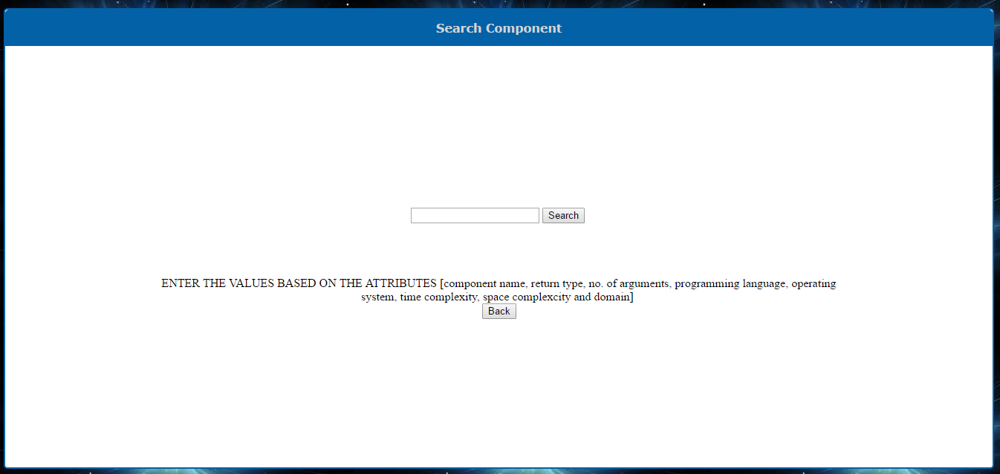 Search Component
Search
ENTER THE VALUES BASED ON THE ATTRIBUTES [component name, return type, no. of arguments, programming language, operating
system, time complexity, space complexcity and domain]
Back